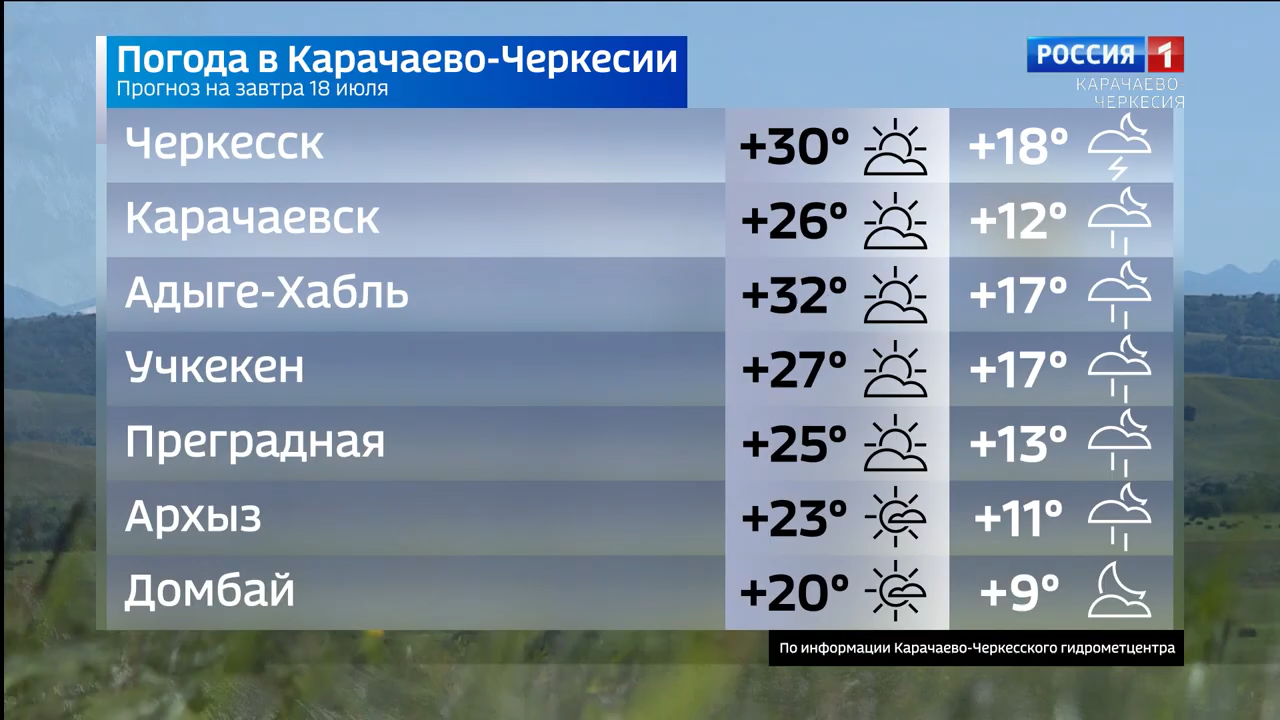 Погода в Карачаево-Черкесии
Прогноз на завтра 18 июля
РОССИЯ 1
КАРАЧАЕВО-
ЧЕРКЕСИЯ
Черкесск +30° +18°
Карачаевск +26° +12°
Адыге-Хабль +32° +17°
Учкекен +27° +17°
Преградная +25° +13°
Архыз +23° +11°
Домбай +20° +9°
По информации Карачаево-Черкесского гидрометцентра